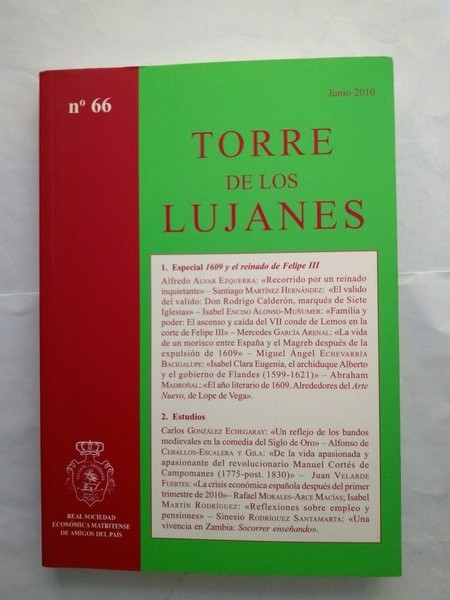 nº 66
Junio 2010
TORRE
DE LOS
LUJANES
1. Especial 1609 y el reinado de Felipe III
Alfredo ALVAR EZQUERRA: «Recorrido por un reinado
inquietante» – Santiago MARTÍNEZ HERNÁNDEZ: «El valido
del valido: Don Rodrigo Calderón, marqués de Siete
Iglesias» – Isabel ENCISO ALONSO-MUÑUMER: «Familia y
poder: El ascenso y caída del VII conde de Lemos en la
corte de Felipe III» – Mercedes GARCÍA ARENAL: «La vida
de un morisco entre España y el Magreb después de la
expulsión de 1609» – Miguel Ángel ECHEVARRÍA
BACIGALUPE: «Isabel Clara Eugenia, el archiduque Alberto
y el gobierno de Flandes (1599-1621)» – Abraham
MADROÑAL: «El año literario de 1609. Alrededores del Arte
Nuevo, de Lope de Vega».
2. Estudios
Carlos GONZÁLEZ ECHEGARAY: «Un reflejo de los bandos
medievales en la comedia del Siglo de Oro» – Alfonso de
CEBALLOS-ESCALERA Y GILA: «De la vida apasionada y
apasionante del revolucionario Manuel Cortés de
Campomanes (1775-post. 1830)» – Juan VELARDE
FUERTES: «La crisis económica española después del primer
trimestre de 2010» – Rafael MORALES-ARCE MACÍAS; Isabel
MARTÍN RODRÍGUEZ: «Reflexiones sobre empleo y
pensiones» – Sinesio RODRÍGUEZ SANTAMARTA: «Una
vivencia en Zambia: Socorrer enseñando».
REAL SOCIEDAD
ECONÓMICA MATRITENSE
DE AMIGOS DEL PAÍS